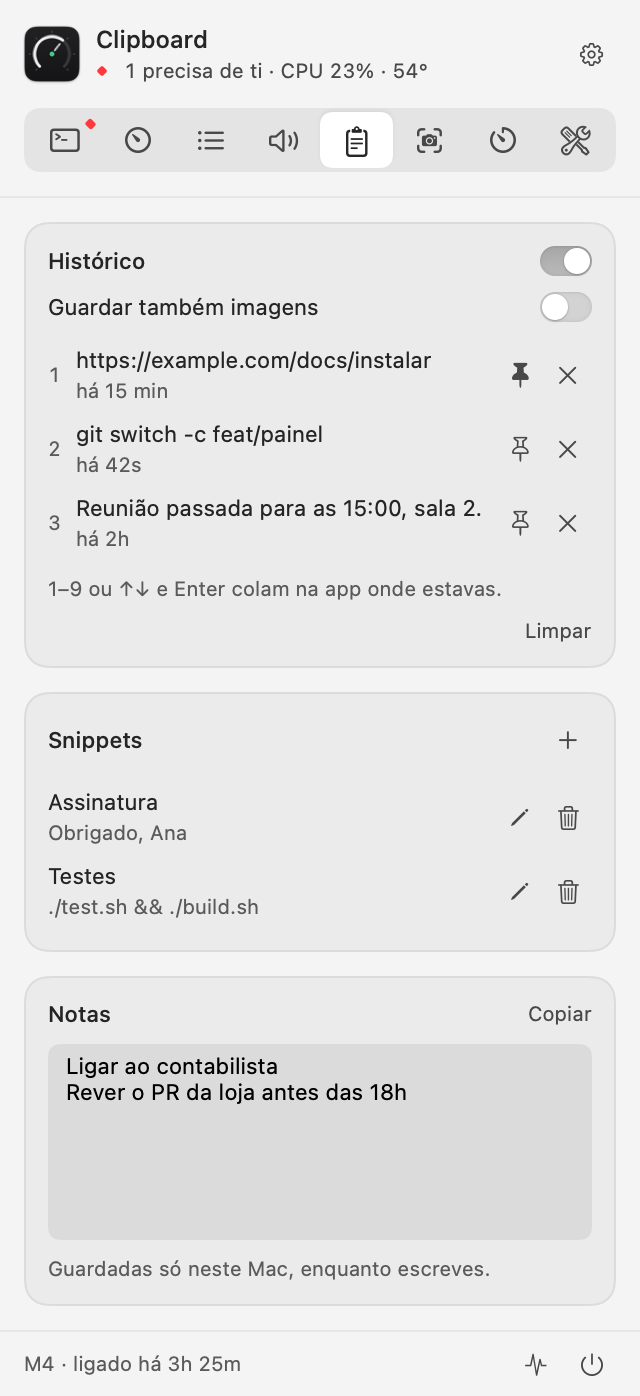 Clipboard
1 precisa de ti · CPU 23% · 54°
Histórico
Guardar também imagens
1
https://example.com/docs/instalar
há 15 min
2
git switch -c feat/painel
há 42s
3
Reunião passada para as 15:00, sala 2.
há 2h
1–9 ou ↑↓ e Enter colam na app onde estavas.
Limpar
Snippets
Assinatura
Obrigado, Ana
Testes
./test.sh && ./build.sh
Notas
Copiar
Ligar ao contabilista
Rever o PR da loja antes das 18h
Guardadas só neste Mac, enquanto escreves.
M4 · ligado há 3h 25m